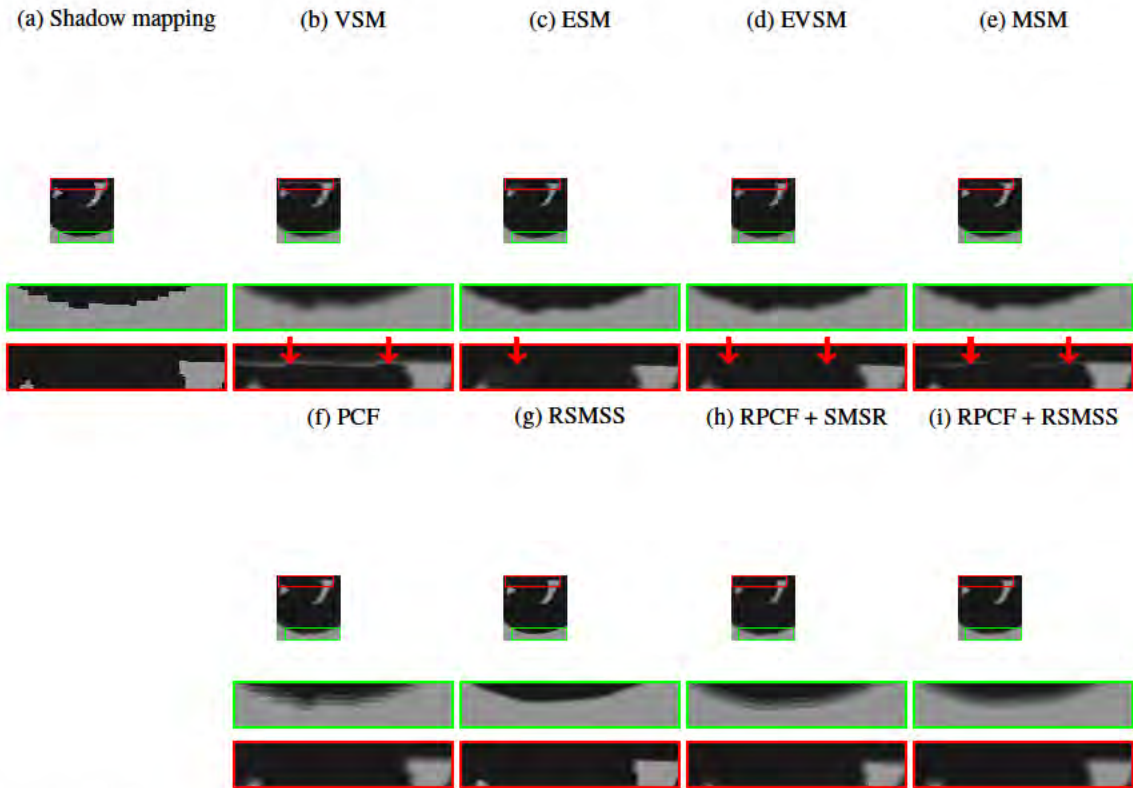 (a) Shadow mapping (b) VSM (c) ESM (d) EVSM (e) MSM
(f) PCF (g) RSMSS (h) RPCF + SMSR (i) RPCF + RSMSS